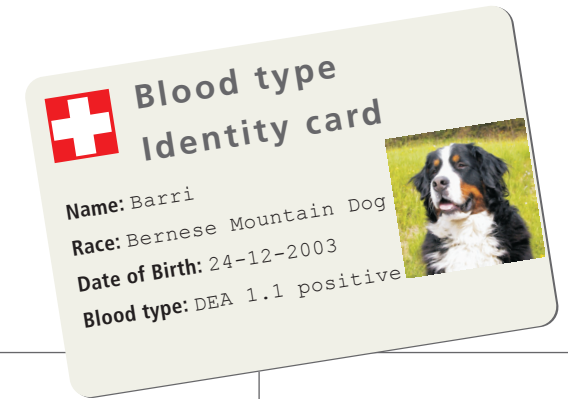 Blood type
Identity card
Name: Barri
Race: Bernese Mountain Dog
Date of Birth: 24-12-2003
Blood type: DEA 1.1 positive